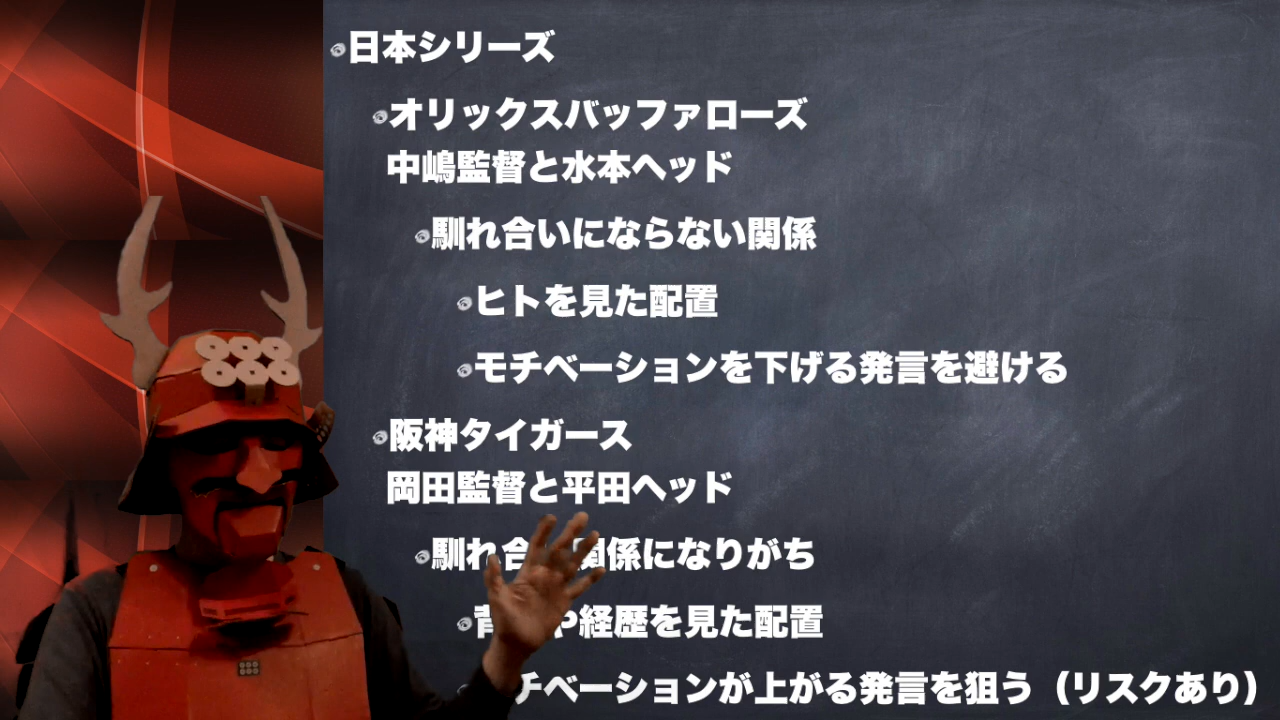 日本シリーズ
オリックスバッファローズ
中嶋監督と水本ヘッド
馴れ合いにならない関係
ヒトを見た配置
モチベーションを下げる発言を避ける
阪神タイガース
岡田監督と平田ヘッド
馴れ合 関係になりがち
経歴を見た配置
チベーションが上がる発言を狙う（リスクあり）